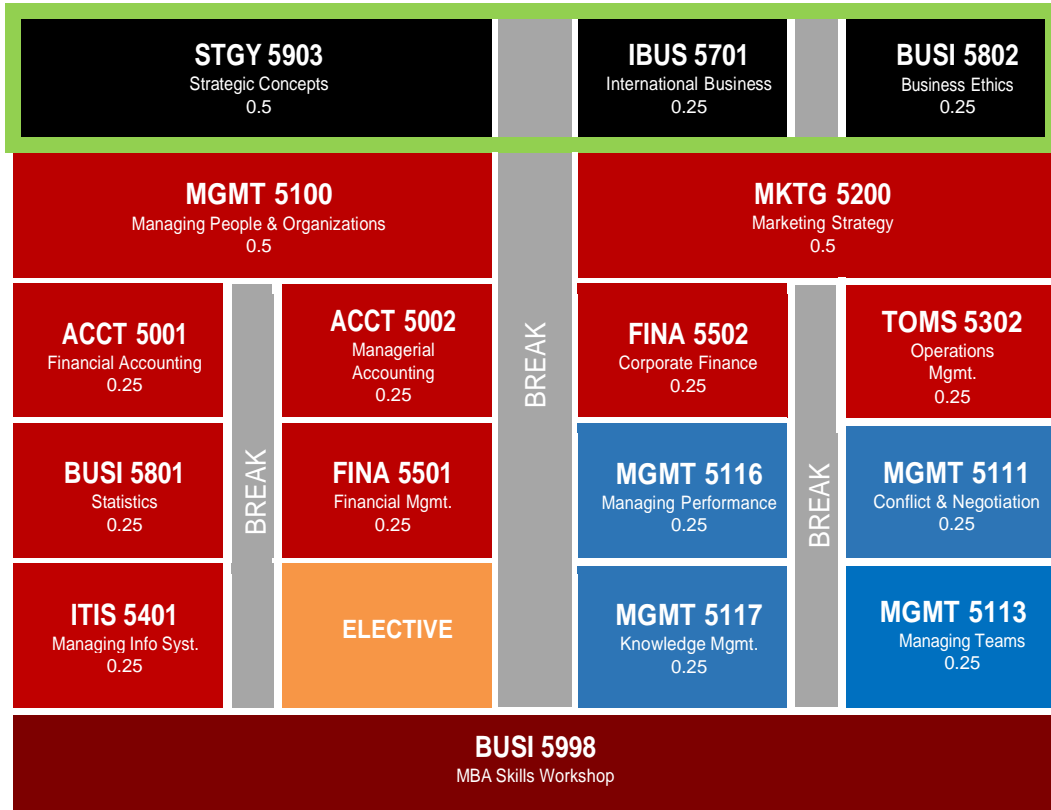 STGY 5903
Strategic Concepts
0.5
IBUS 5701
International Business
0.25
BUSI 5802
Business Ethics
0.25
MGMT 5100
Managing People & Organizations
0.5
MKTG 5200
Marketing Strategy
0.5
ACCT 5001
Financial Accounting
0.25
ACCT 5002
Managerial
Accounting
0.25
BREAK
FINA 5502
Corporate Finance
0.25
TOMS 5302
Operations
Mgmt.
0.25
BUSI 5801
Statistics
0.25
BREAK
FINA 5501
Financial Mgmt.
0.25
MGMT 5116
Managing Performance
0.25
BREAK
MGMT 5111
Conflict & Negotiation
0.25
ITIS 5401
Managing Info Syst.
0.25
ELECTIVE
MGMT 5117
Knowledge Mgmt.
0.25
MGMT 5113
Managing Teams
0.25
BUSI 5998
MBA Skills Workshop